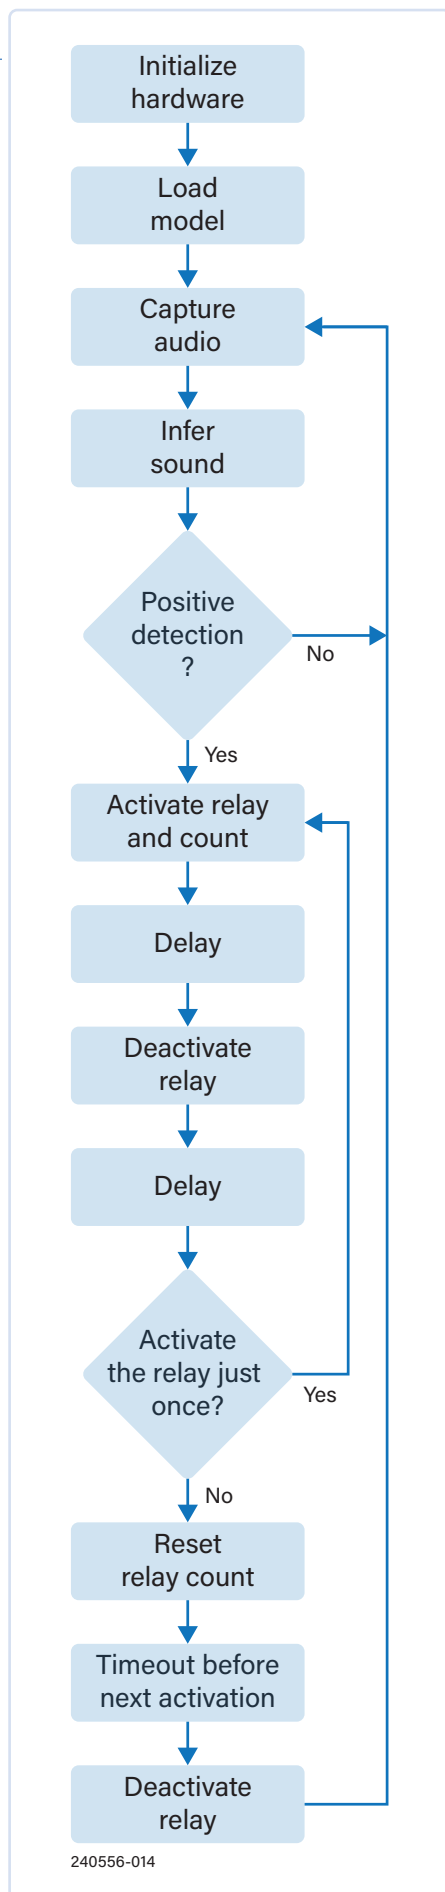 Initialize
hardware
Load
model
Capture
audio
Infer
sound
Positive
detection
?
No
Yes
Activate relay
and count
Delay
Deactivate
relay
Delay
Activate
the relay just
once?
Yes
No
Reset
relay count
Timeout before
next activation
Deactivate
relay
240556-014